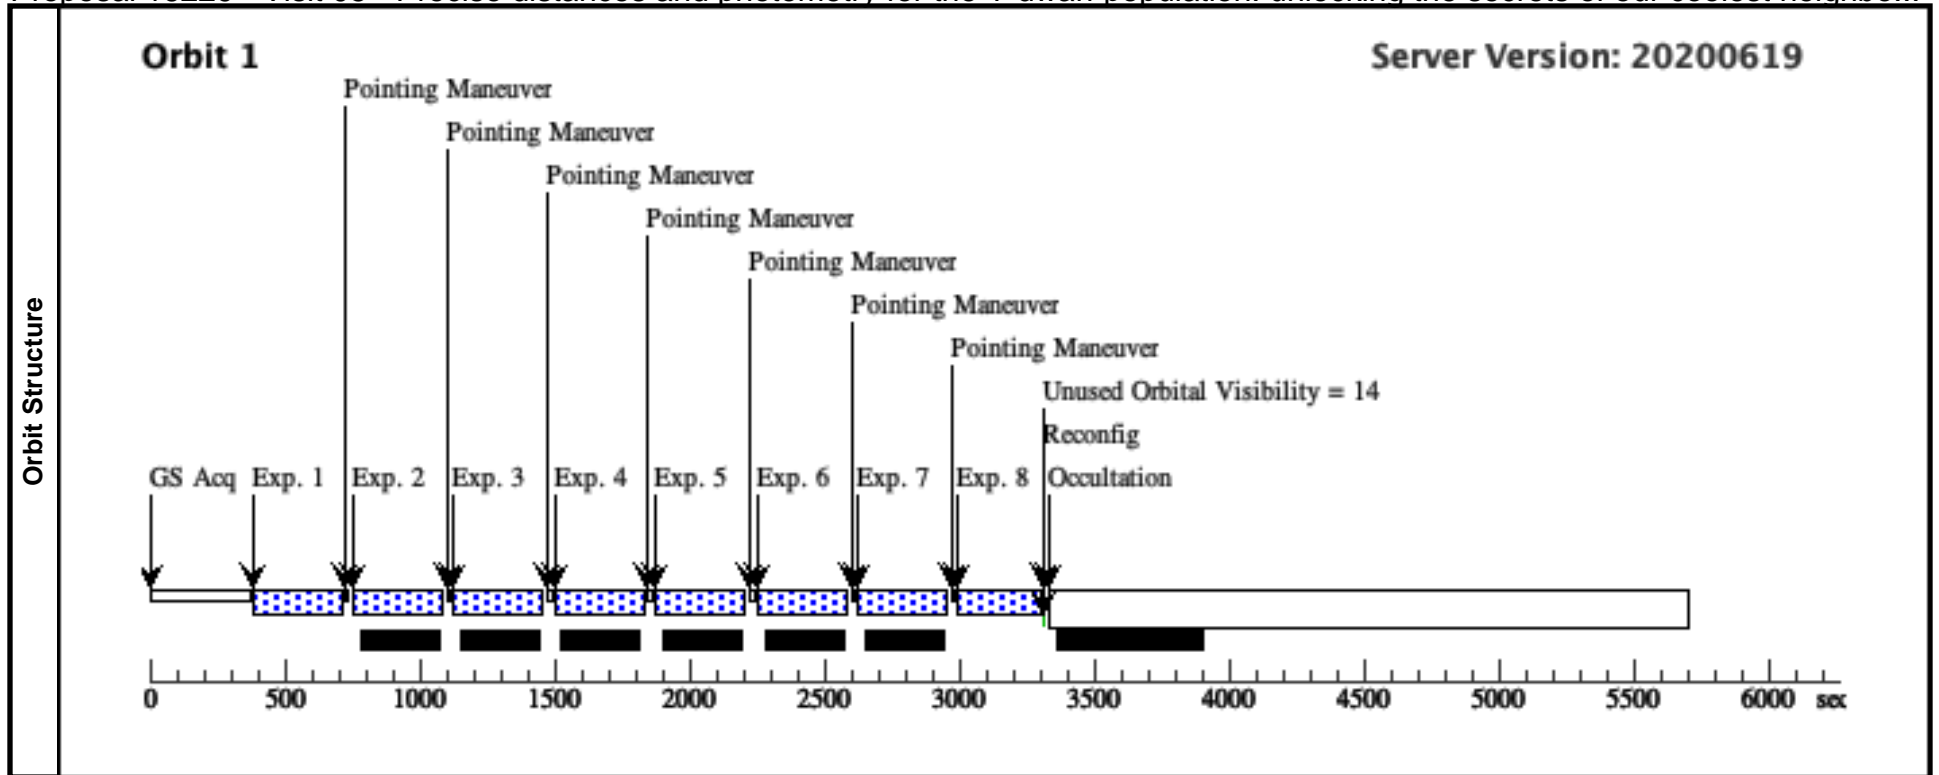 Orbit 1
Server Version: 20200619
Pointing Maneuver
Pointing Maneuver
Pointing Maneuver
Pointing Maneuver
Pointing Maneuver
Pointing Maneuver
Pointing Maneuver
Unused Orbital Visibility = 14
Reconfig
GS Acq Exp. 1 Exp. 2 Exp. 3 Exp. 4 Exp. 5 Exp. 6 Exp. 7 Exp. 8 Occultation
0 500 1000 1500 2000 2500 3000 3500 4000 4500 5000 5500 6000 sec
Orbit Structure